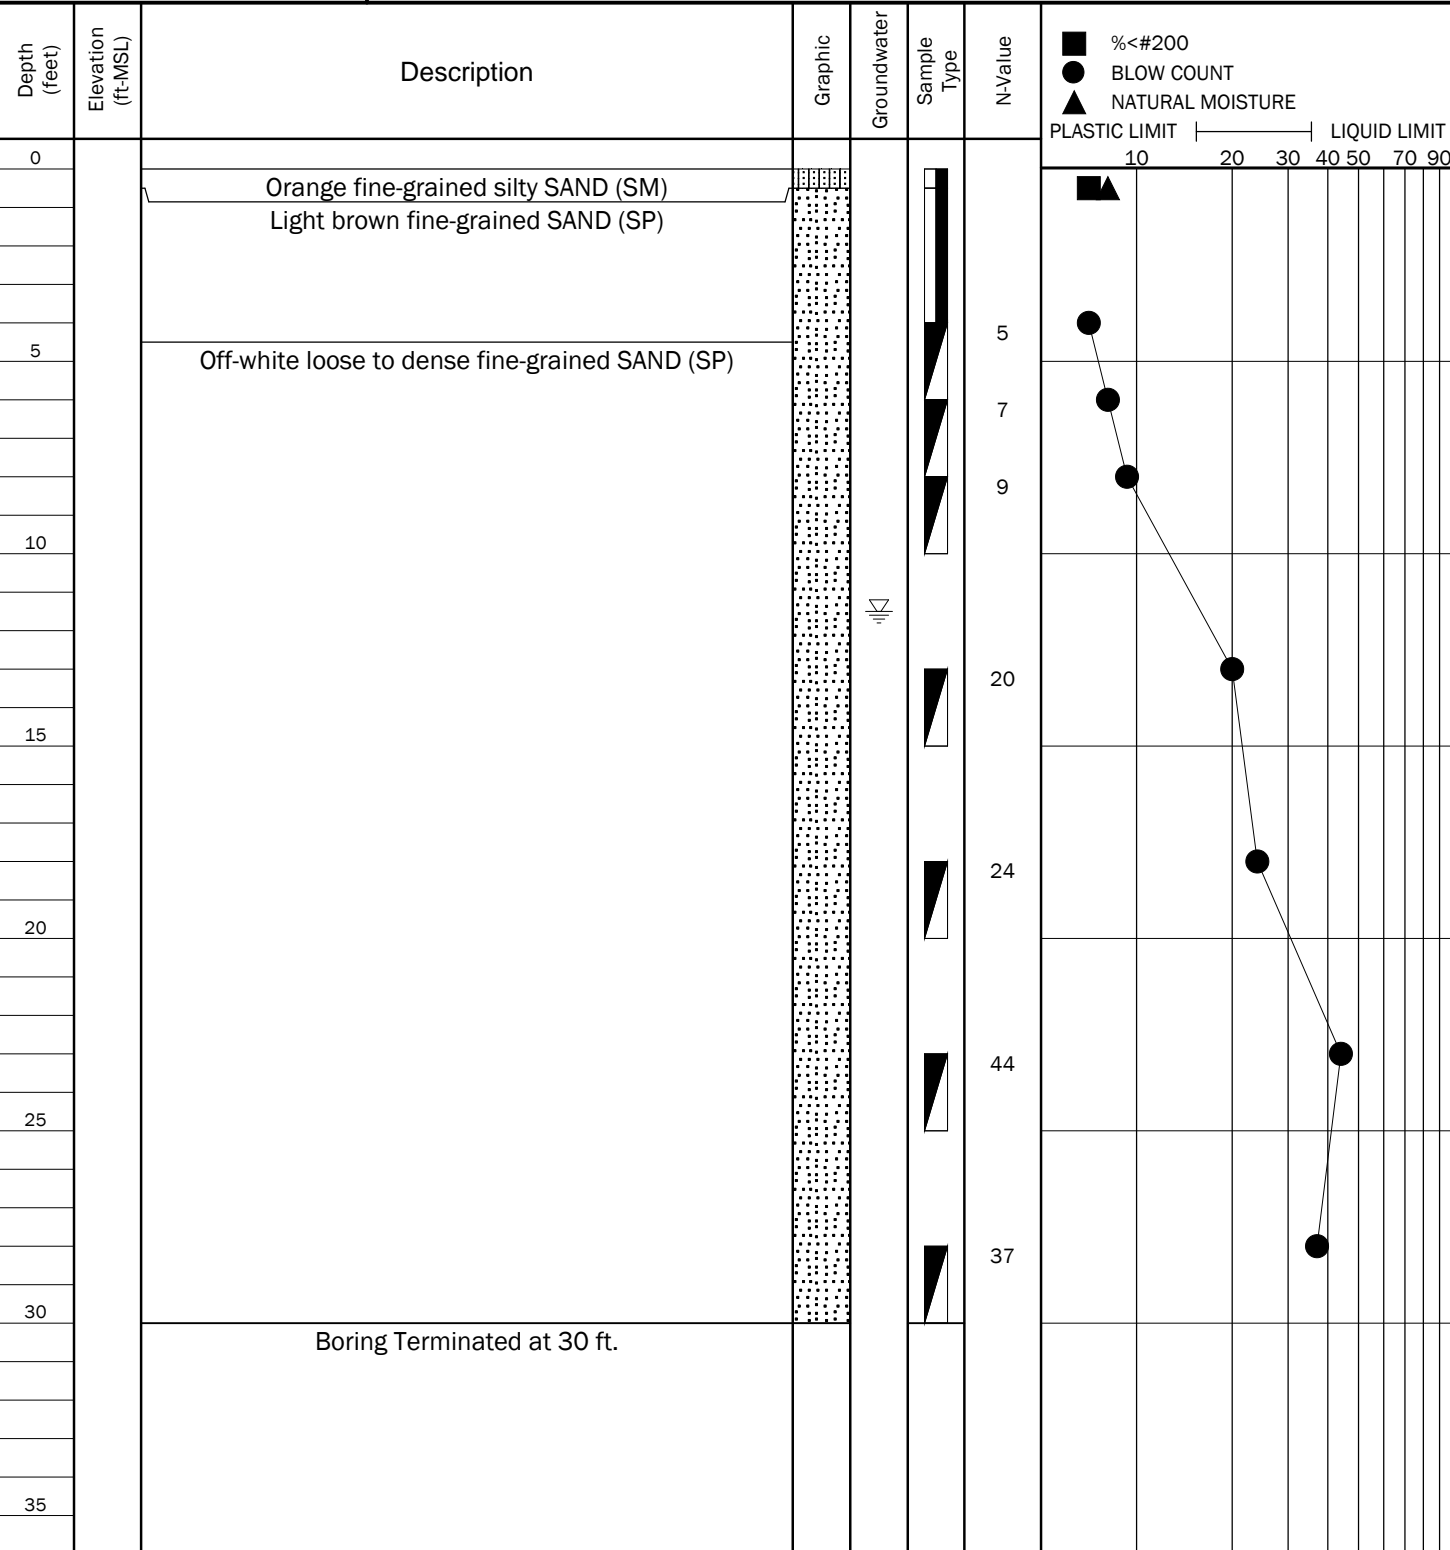 Depth
(feet)
Elevation
(ft-MSL)
Description
Graphic
Groundwater
Sample
Type
N-Value
%<#200
BLOW COUNT
NATURAL MOISTURE
PLASTIC LIMIT LIQUID LIMIT
10 20 30 40 50 70 90
0
Orange fine-grained silty SAND (SM)
Light brown fine-grained SAND (SP)
5
5
Off-white loose to dense fine-grained SAND (SP)
7
9
10
20
15
24
20
44
25
37
30
Boring Terminated at 30 ft.
35